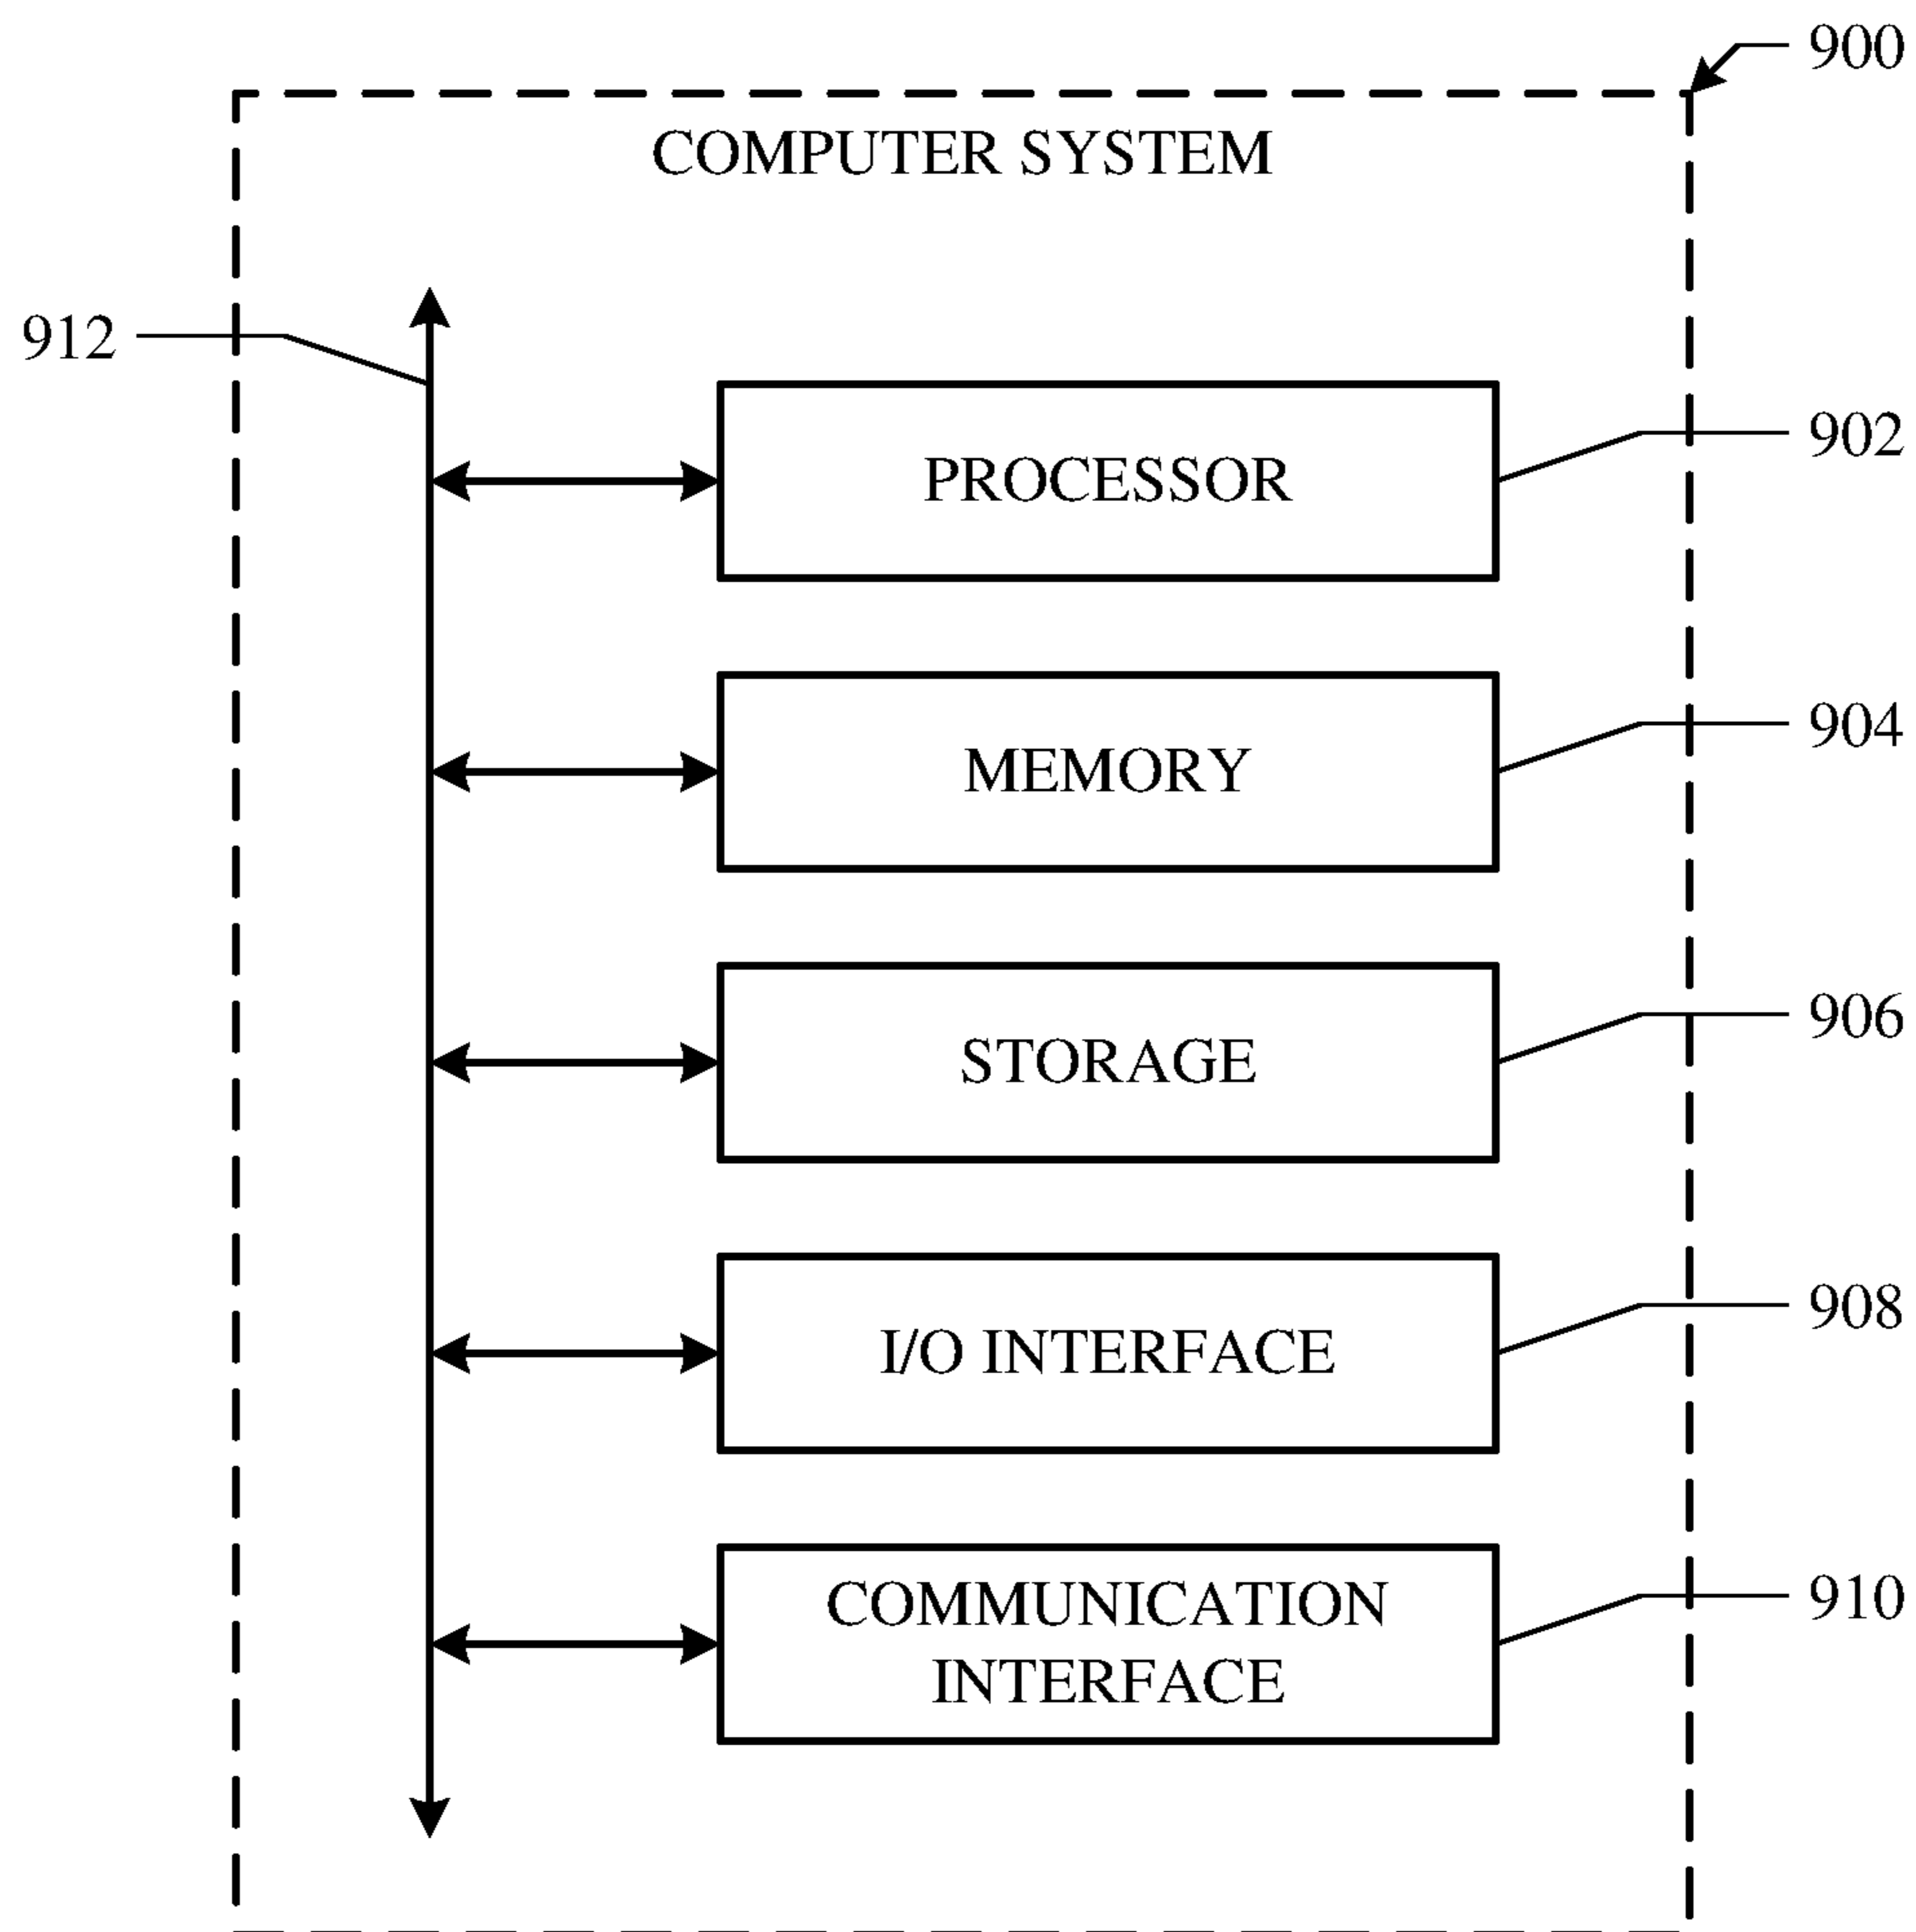 900
COMPUTER SYSTEM
912
PROCESSOR
902
MEMORY
904
STORAGE
906
I/O INTERFACE
908
COMMUNICATION
INTERFACE
910